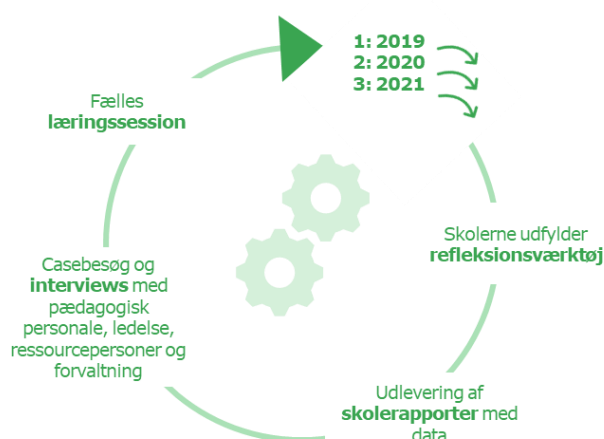 1: 2019
2: 2020
3: 2021
Skolerne udfylder
refleksionsværktøj
Udlevering af
skolerapporter med
data
Casebesøg og
interviews med
pædagogisk
personale, ledelse,
ressourcepersoner og
forvaltning
Fælles
læringssession